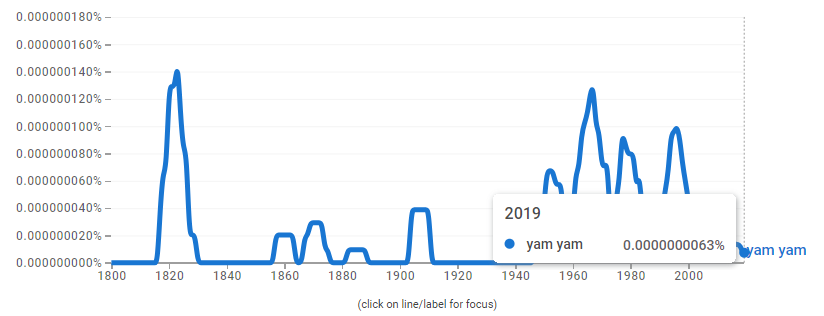 0.000000180%
0.000000160%
0.000000140%
0.000000120%
0.000000100%
0.000000080%
0.000000060%
0.000000040%
0.000000020%
0.000000000%
2019
yam yam 0.0000000063%
yam yam
1800 1820 1840 1860 1880 1900 1920 1940 1960 1980 2000
(click on line/label for focus)